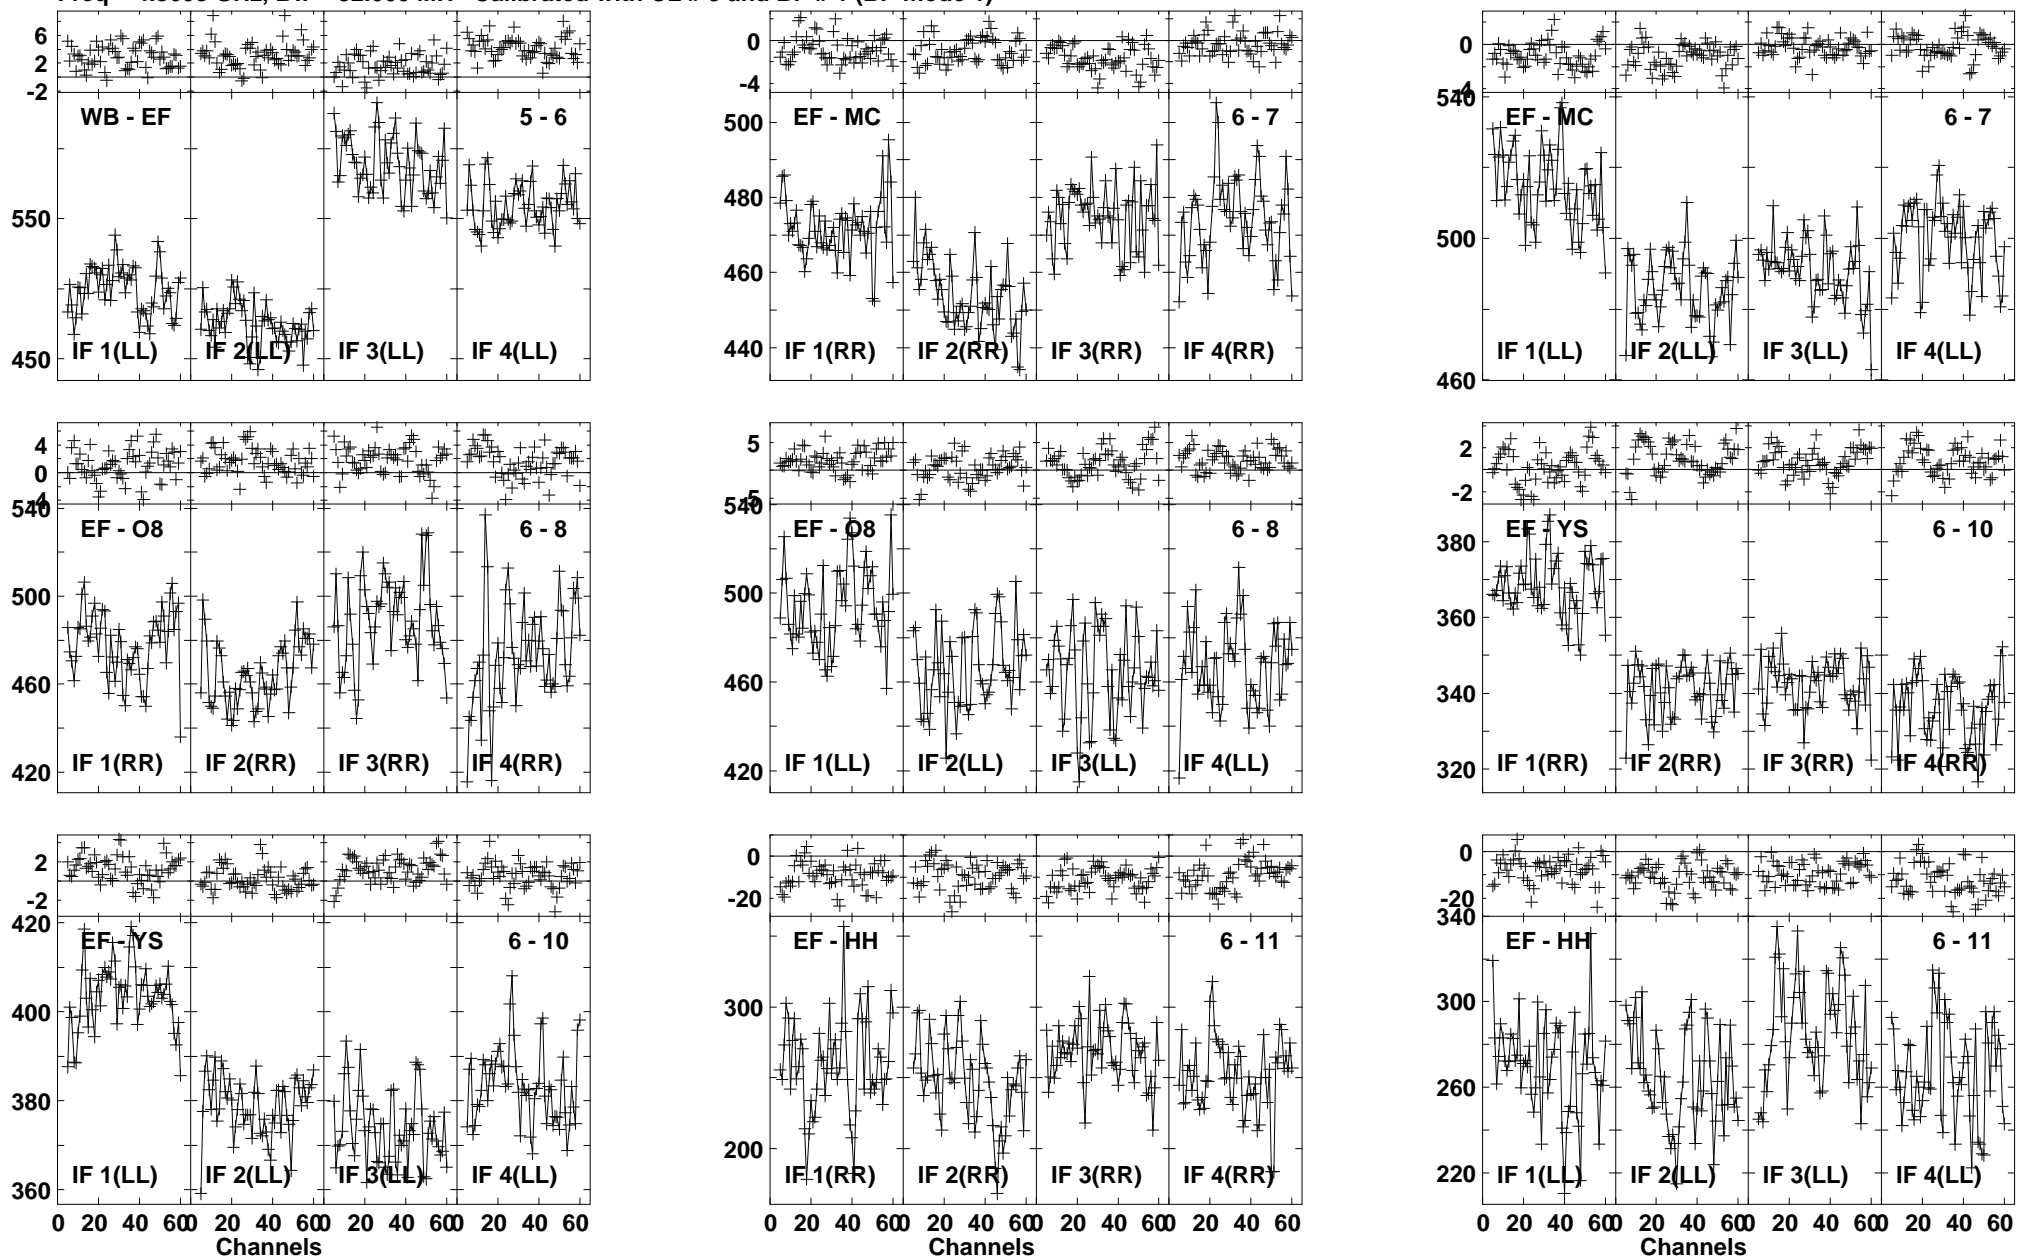 Calibrated with CL # and BP # 1 (BP mode 1)
6
2
-2
WB - EF
5 - 6
550
450
IF 1(LL)
IF 2(LL)
IF 3(LL)
IF 4(LL)
0
-4
EF - MC
6 - 7
500
480
460
440
IF 1(RR)
IF 2(RR)
IF 3(RR)
IF 4(RR)
0
-4
540
EF - MC
6 - 7
500
460
IF 1(LL)
IF 2(LL)
IF 3(LL)
IF 4(LL)
4
0
-4
540
EF - O8
6 - 8
500
460
420
IF 1(RR)
IF 2(RR)
IF 3(RR)
IF 4(RR)
5
-5
540
EF - O8
6 - 8
500
460
420
IF 1(LL)
IF 2(LL)
IF 3(LL)
IF 4(LL)
2
-2
EF - YS
6 - 10
380
360
340
320
IF 1(RR)
IF 2(RR)
IF 3(RR)
IF 4(RR)
2
-2
420
EF - YS
6 - 10
400
380
360
IF 1(LL)
IF 2(LL)
IF 3(LL)
IF 4(LL)
0 20 40 60 0 20 40 60 0 20 40 60 0 20 40 60
Channels
0
-20
EF - HH
6 - 11
300
200
IF 1(RR)
IF 2(RR)
IF 3(RR)
IF 4(RR)
0 20 40 60 0 20 40 60 0 20 40 60 0 20 40 60
Channels
0
-20
340
EF - HH
6 - 11
300
260
220
IF 1(LL)
IF 2(LL)
IF 3(LL)
IF 4(LL)
0 20 40 60 0 20 40 60 0 20 40 60 0 20 40 60
Channels